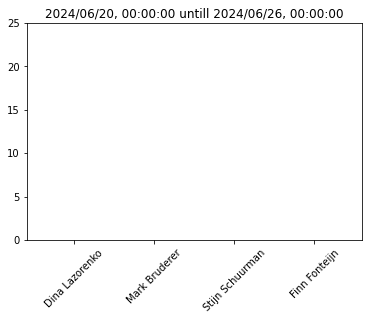 2024/06/20, 00:00:00 untill 2024/06/26, 00:00:00
25
20
15
10
5
0
Dina Lazorenko
Mark Bruderer
Stijn Schuurman
Finn Fonteijn